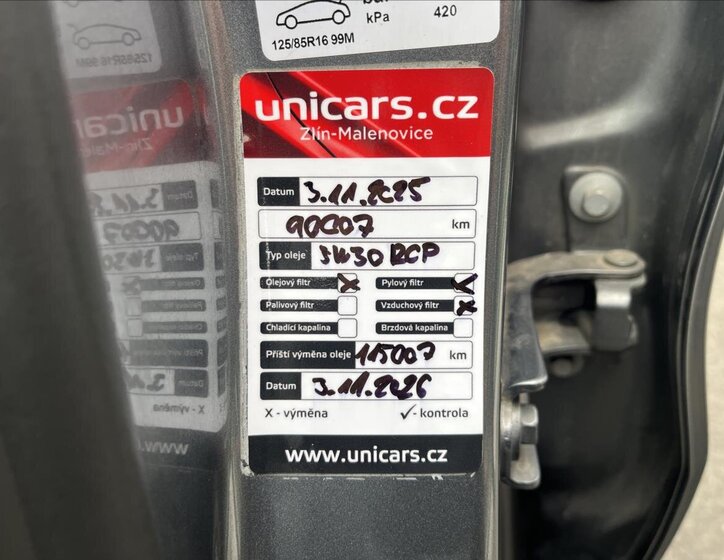 kPa 420
125/85R16 99M
unicars.cz
Zlín-Malenovice
Datum 3.11.2025
90007 km
Typ oleje 5W30 RCP
Olejový filtr X Pylový filtr ✓
Palivový filtr Vzduchový filtr X
Chladící kapalina Brzdová kapalina
Příští výměna oleje 115007 km
Datum 3.11.2026
X - výměna ✓ - kontrola
www.unicars.cz